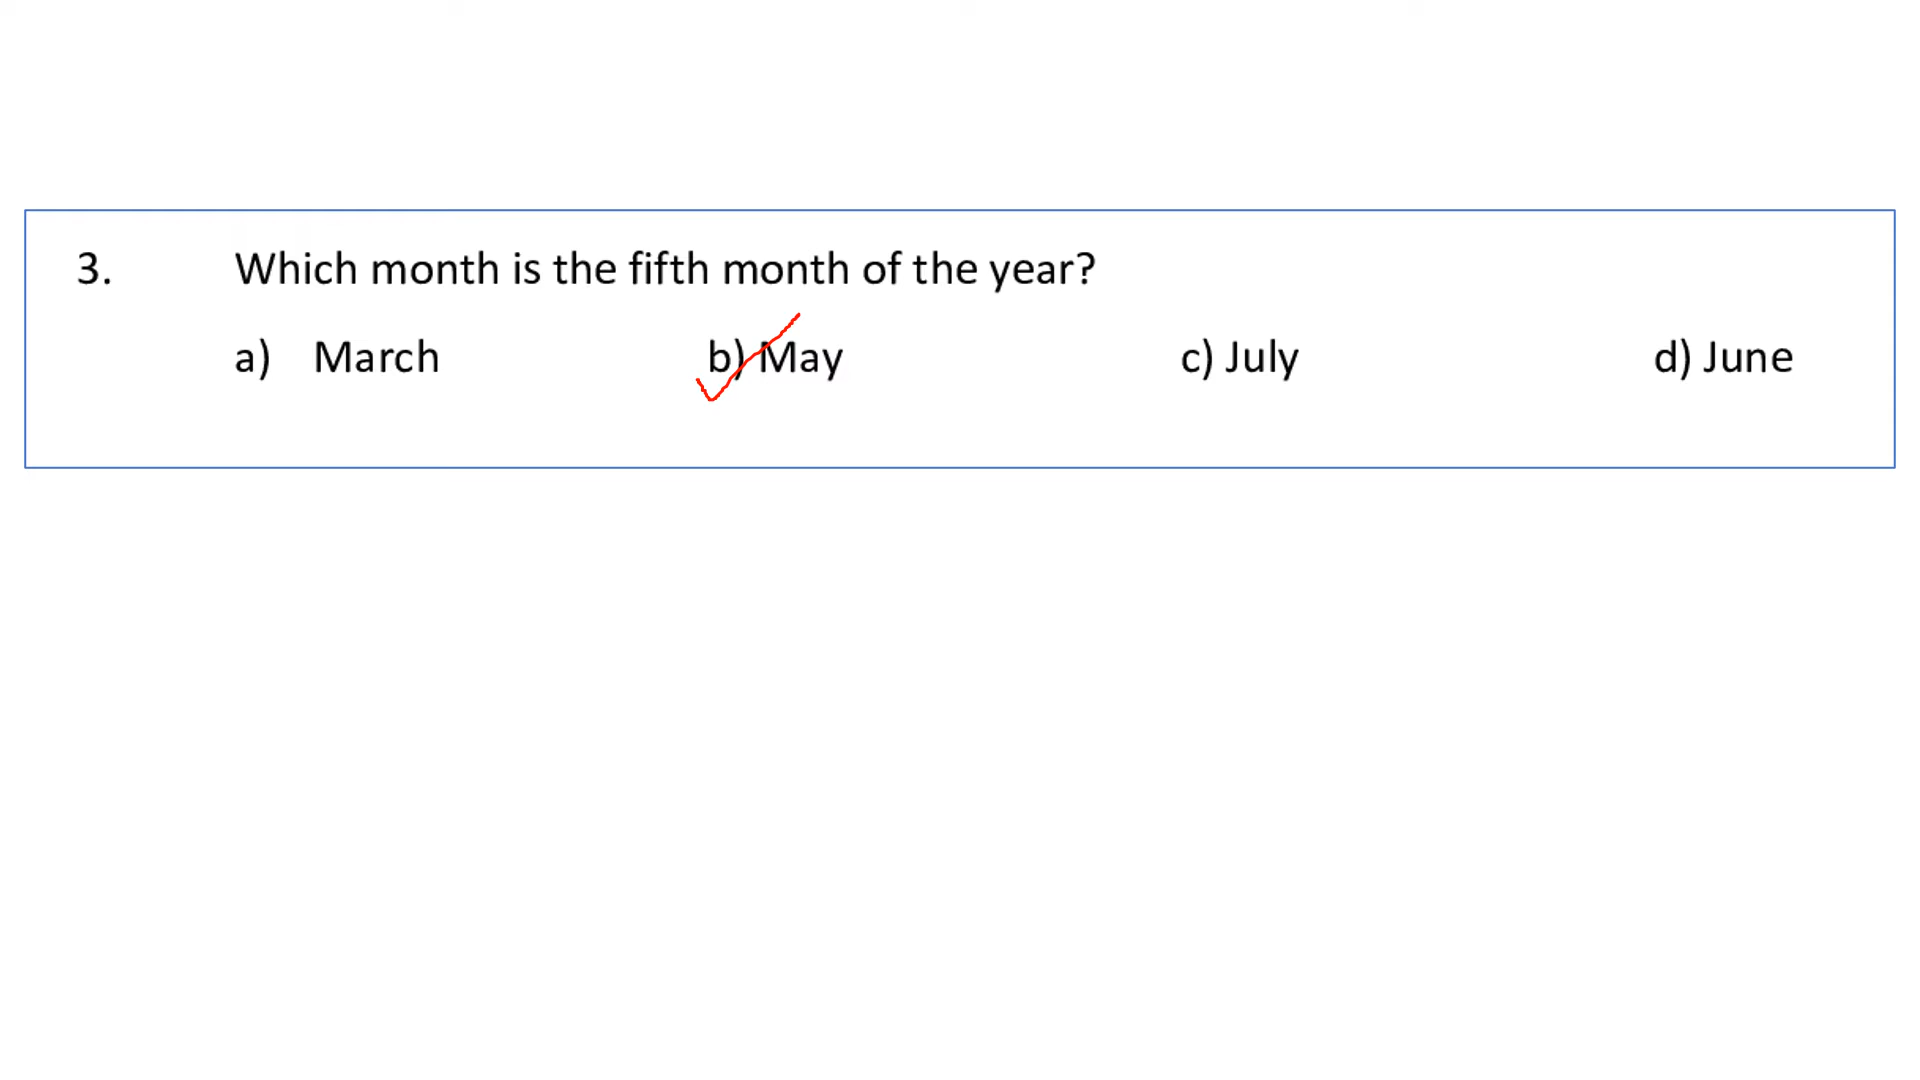 3. Which month is the fifth month of the year?
a) March b) May c) July d) June